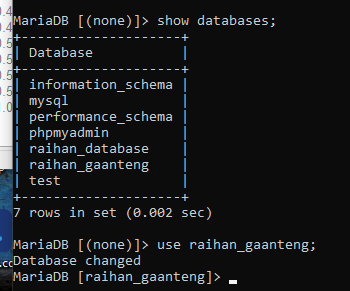 MariaDB [(none)]> show databases;
+--------------------+
| Database           |
+--------------------+
| information_schema |
| mysql              |
| performance_schema |
| phpmyadmin         |
| raihan_database    |
| raihan_gaanteng    |
| test               |
+--------------------+
7 rows in set (0.002 sec)
MariaDB [(none)]> use raihan_gaanteng;
Database changed
MariaDB [raihan_gaanteng]> _